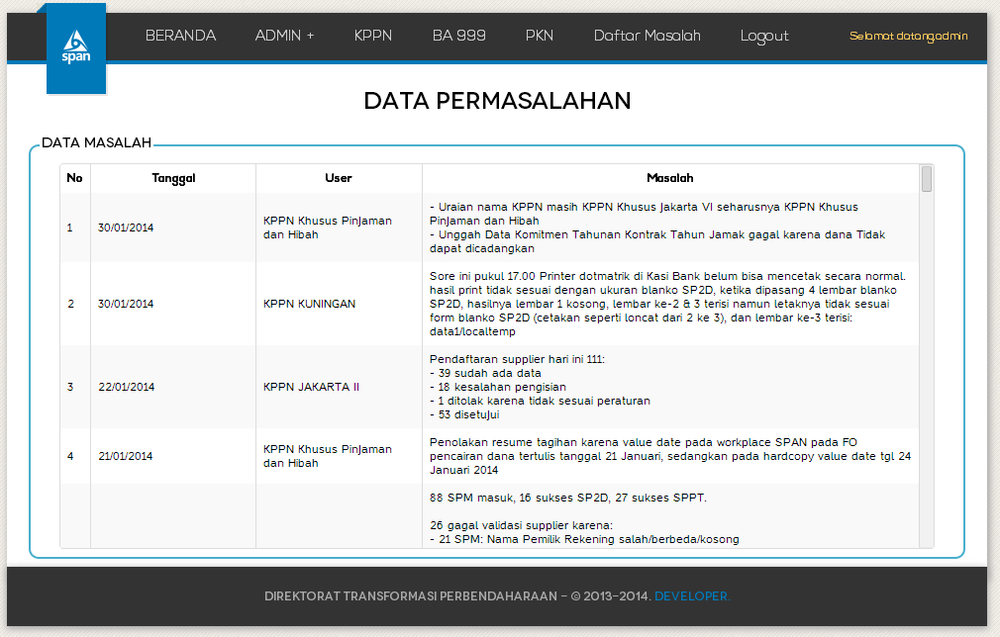 span
BERANDA ADMIN + KPPN BA 999 PKN Daftar Masalah Logout Selamat datang,admin
DATA PERMASALAHAN
DATA MASALAH
No Tanggal User Masalah
1 30/01/2014 KPPN Khusus Pinjaman dan Hibah
- Uraian nama KPPN masih KPPN Khusus Jakarta VI seharusnya KPPN Khusus
Pinjaman dan Hibah
- Unggah Data Komitmen Tahunan Kontrak Tahun Jamak gagal karena dana Tidak
dapat dicadangkan
2 30/01/2014 KPPN KUNINGAN
Sore ini pukul 17.00 Printer dotmatrik di Kasi Bank belum bisa mencetak secara normal.
hasil print tidak sesuai dengan ukuran blanko SP2D, ketika dipasang 4 lembar blanko
SP2D, hasilnya lembar 1 kosong, lembar ke-2 & 3 terisi namun letaknya tidak sesuai
form blanko SP2D (cetakan seperti loncat dari 2 ke 3), dan lembar ke-3 terisi:
data1/localtemp
3 22/01/2014 KPPN JAKARTA II
Pendaftaran supplier hari ini 111:
- 39 sudah ada data
- 18 kesalahan pengisian
- 1 ditolak karena tidak sesuai peraturan
- 53 disetujui
4 21/01/2014 KPPN Khusus Pinjaman dan Hibah
Penolakan resume tagihan karena value date pada workplace SPAN pada FO
pencairan dana tertulis tanggal 21 Januari, sedangkan pada hardcopy value date tgl 24
Januari 2014
88 SPM masuk, 16 sukses SP2D, 27 sukses SPPT.
26 gagal validasi supplier karena:
- 21 SPM: Nama Pemilik Rekening salah/berbeda/kosong
DIREKTORAT TRANSFORMASI PERBENDAHARAAN - © 2013-2014. DEVELOPER.